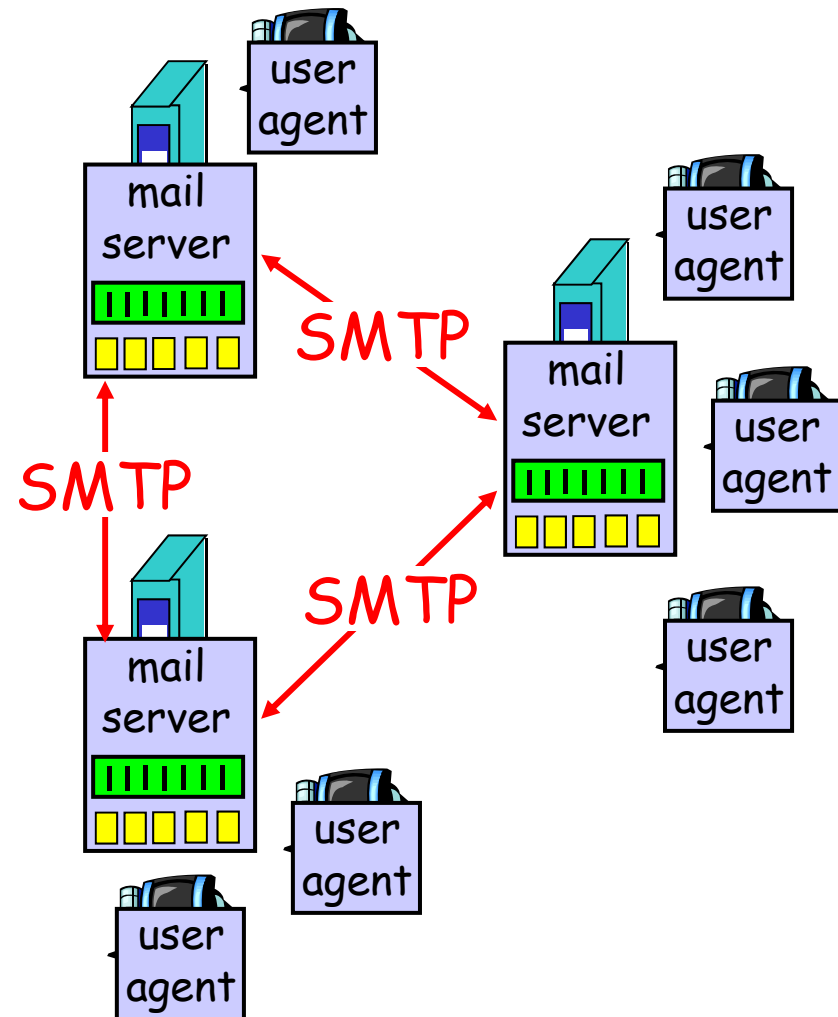 user
agent
mail
server
user
agent
SMTP
mail
server
user
agent
SMTP
SMTP
user
agent
mail
server
user
agent
user
agent